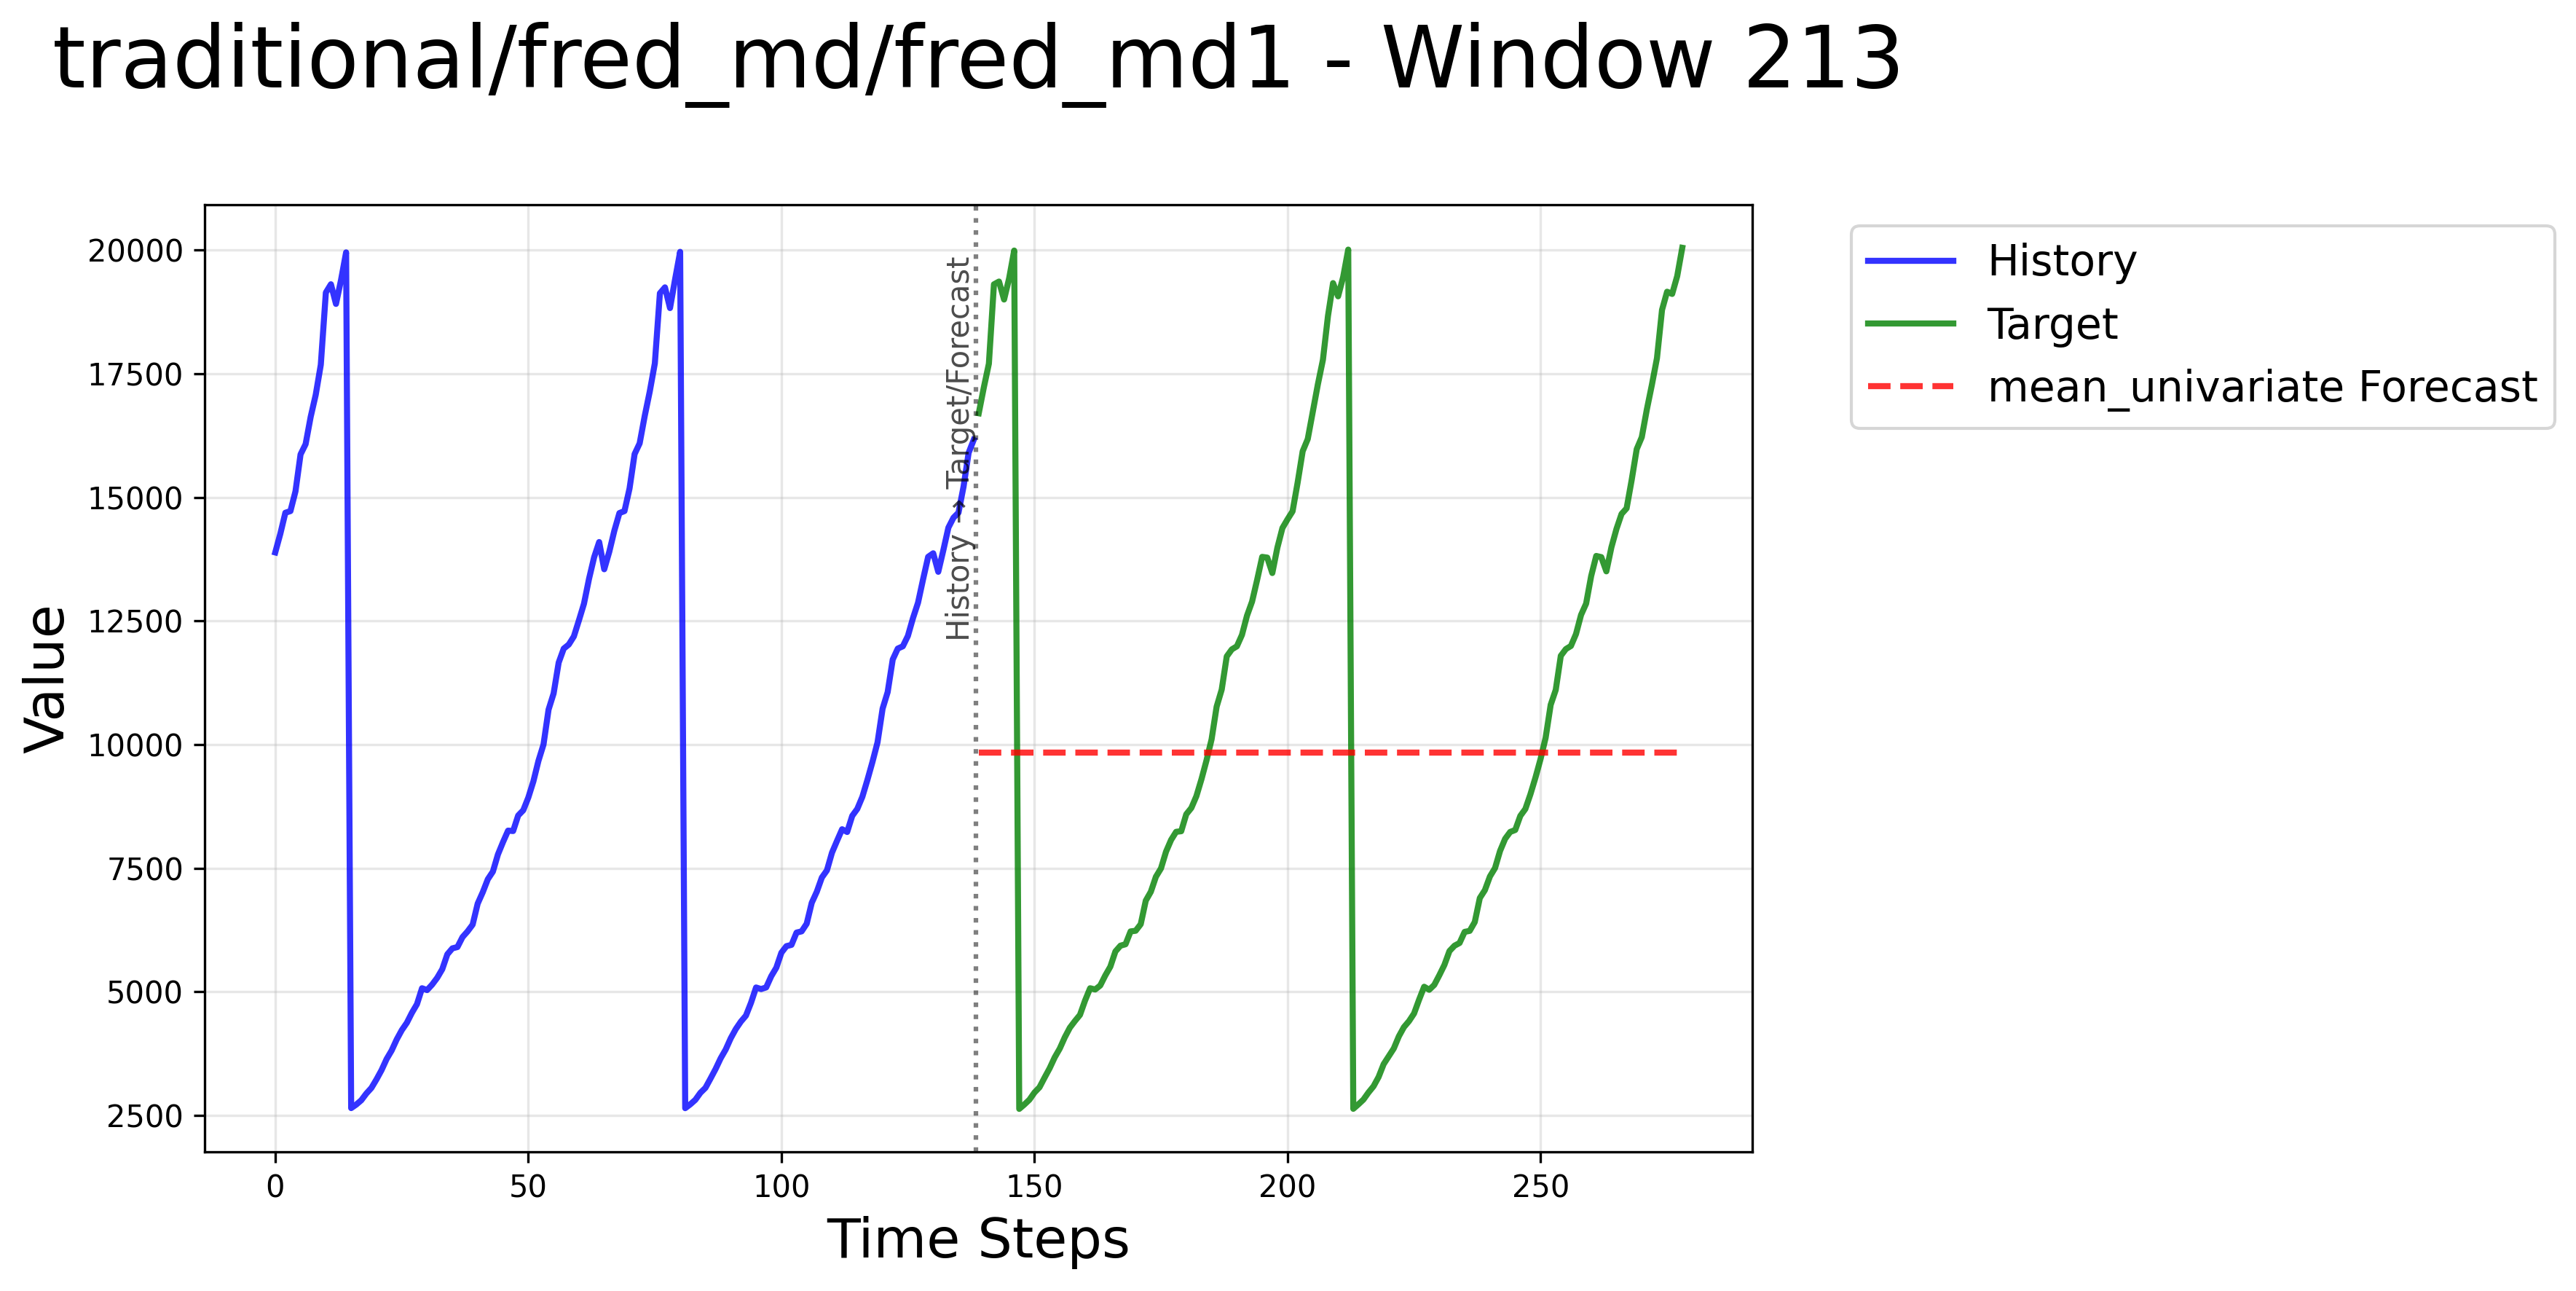 traditional/fred_md/fred_md1 - Window 213
History
Target
mean_univariate Forecast
History → Target/Forecast
Value
20000
17500
15000
12500
10000
7500
5000
2500
0
50
100
150
200
250
Time Steps